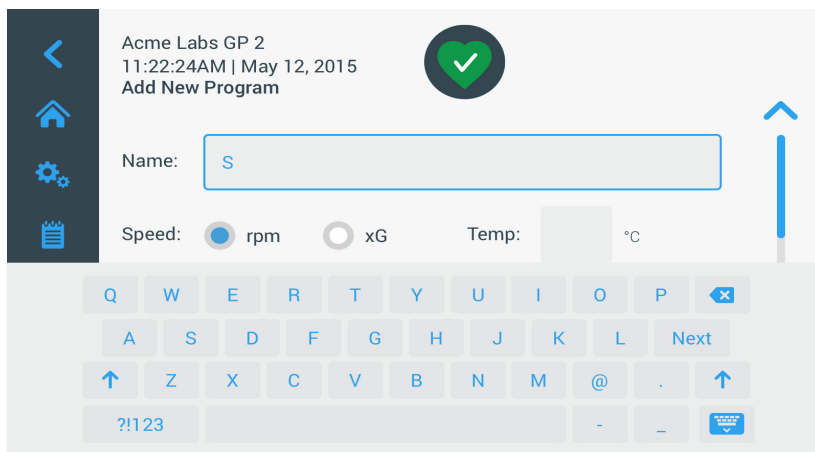 Acme Labs GP 2
11:22:24AM | May 12, 2015
Add New Program
Name: S
Speed: rpm xG Temp: °C
Q W E R T Y U I O P
A S D F G H J K L Next
Z X C V B N M @ .
?!123 - _